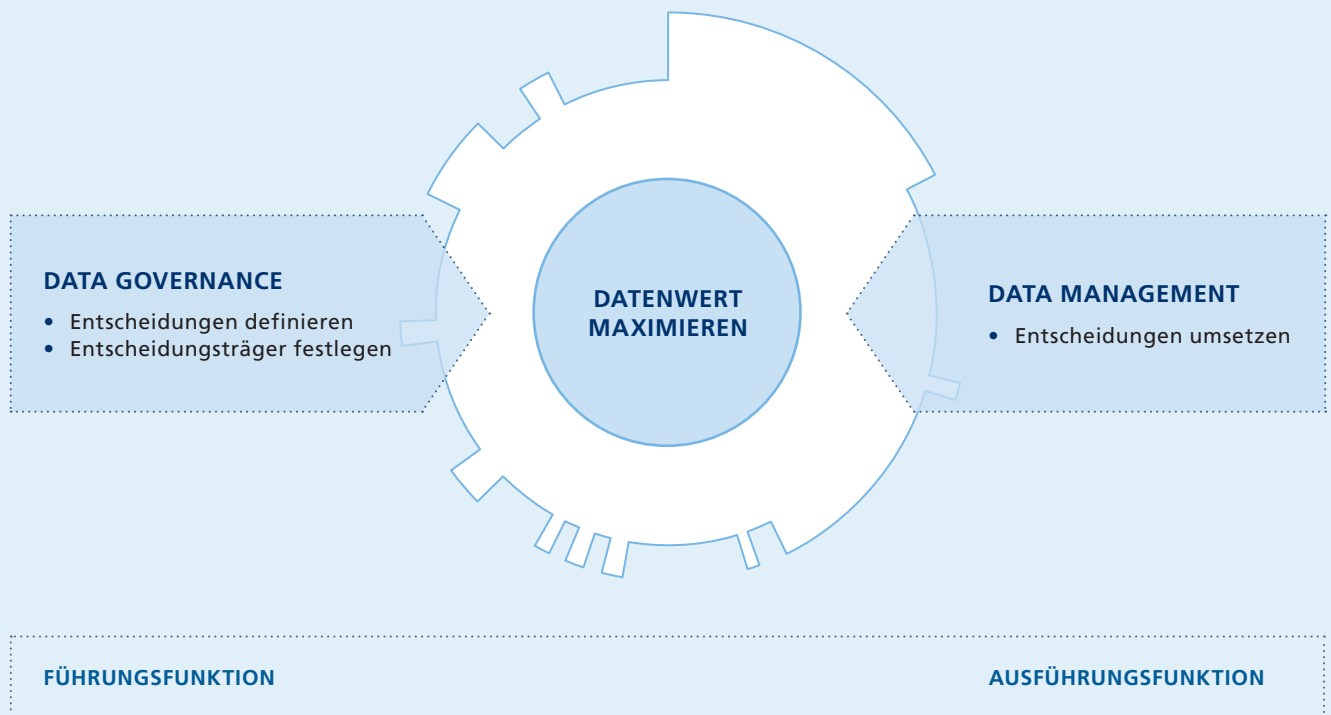 DATA GOVERNANCE
• Entscheidungen definieren
• Entscheidungsträger festlegen
DATENWERT
MAXIMIEREN
DATA MANAGEMENT
• Entscheidungen umsetzen
FÜHRUNGSFUNKTION
AUSFÜHRUNGSFUNKTION